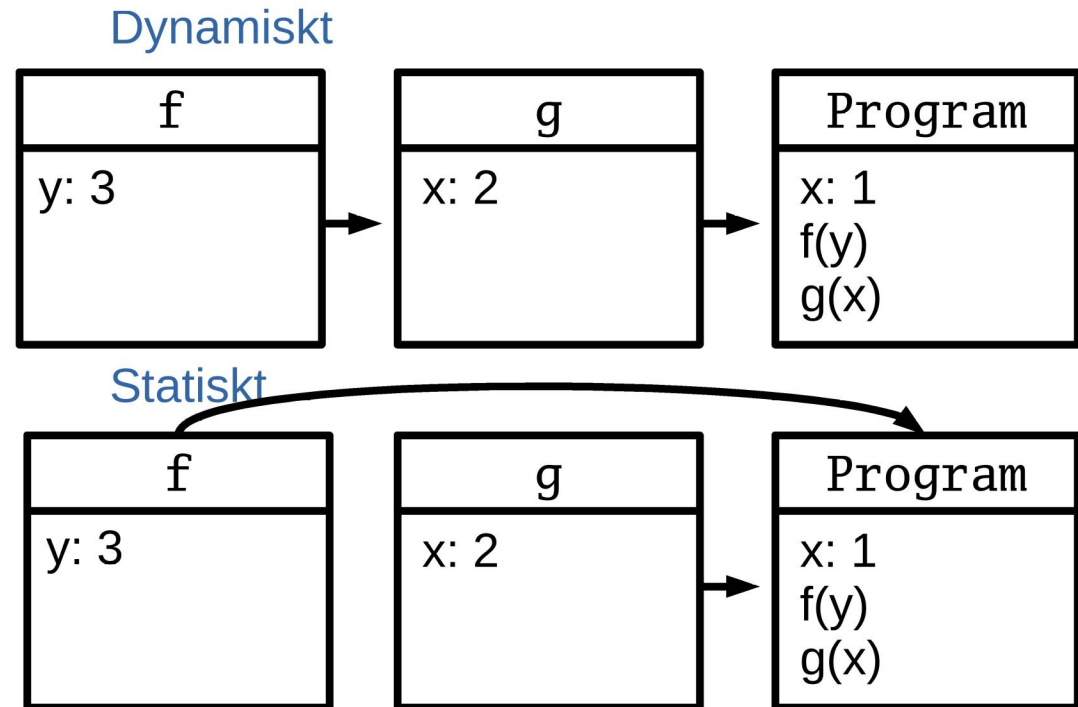 Dynamiskt
f
y: 3
g
x: 2
Program
x: 1
f(y)
g(x)
Statiskt
f
y: 3
g
x: 2
Program
x: 1
f(y)
g(x)